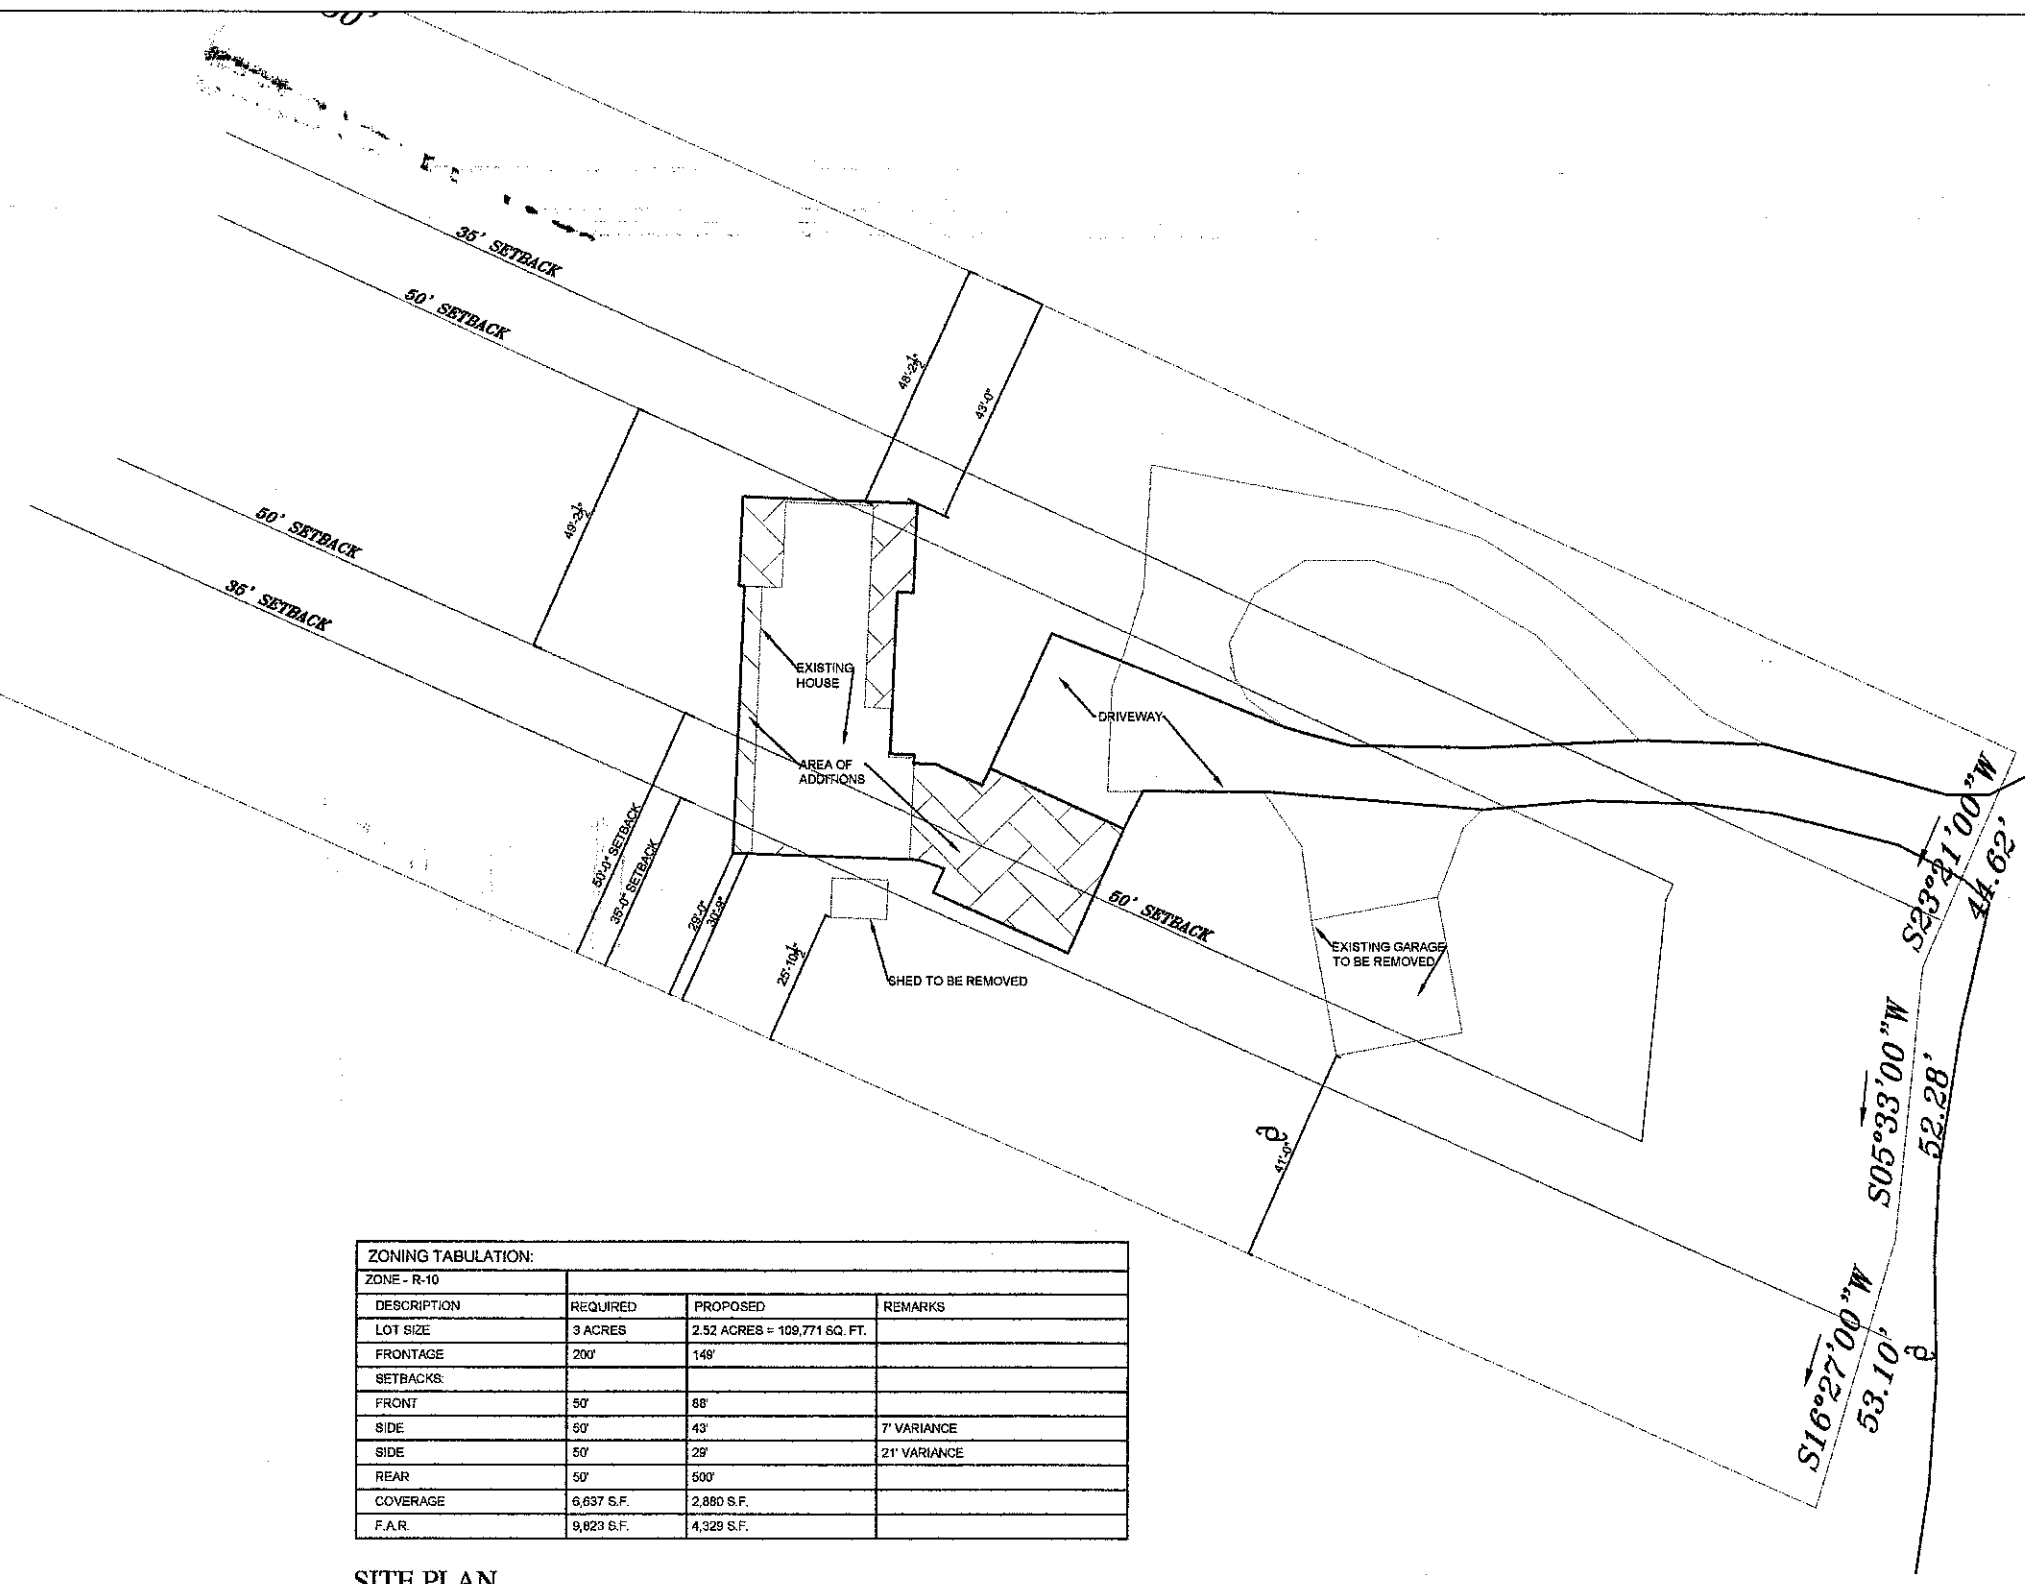 35' SETBACK
50' SETBACK
48'-2½"
43'-0"
49'-2½"
50' SETBACK
35' SETBACK
EXISTING
HOUSE
DRIVEWAY
AREA OF
ADDITIONS
50'-0" SETBACK
35'-0" SETBACK
29'-0"
30'-9"
25'-10½"
SHED TO BE REMOVED
50' SETBACK
EXISTING GARAGE
TO BE REMOVED
41'-0"
S23°21'00"W
44.62'
S05°33'00"W
52.28'
S16°27'00"W
53.10'
ZONING TABULATION:
ZONE - R-10
DESCRIPTION REQUIRED PROPOSED REMARKS
LOT SIZE 3 ACRES 2.52 ACRES = 109,771 SQ. FT.
FRONTAGE 200' 149'
SETBACKS:
FRONT 50' 88'
SIDE 50' 43' 7' VARIANCE
SIDE 50' 29' 21' VARIANCE
REAR 50' 500'
COVERAGE 6,637 S.F. 2,880 S.F.
F.A.R. 9,823 S.F. 4,329 S.F.
SITE PLAN